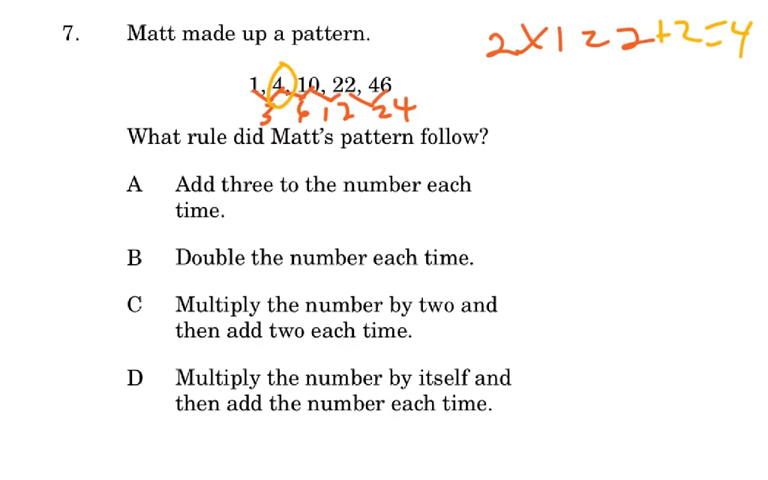 7. Matt made up a pattern.
2×1=2+2=4
1, 4, 10, 22, 46
3 6 12 24
What rule did Matt's pattern follow?
A Add three to the number each
time.
B Double the number each time.
C Multiply the number by two and
then add two each time.
D Multiply the number by itself and
then add the number each time.